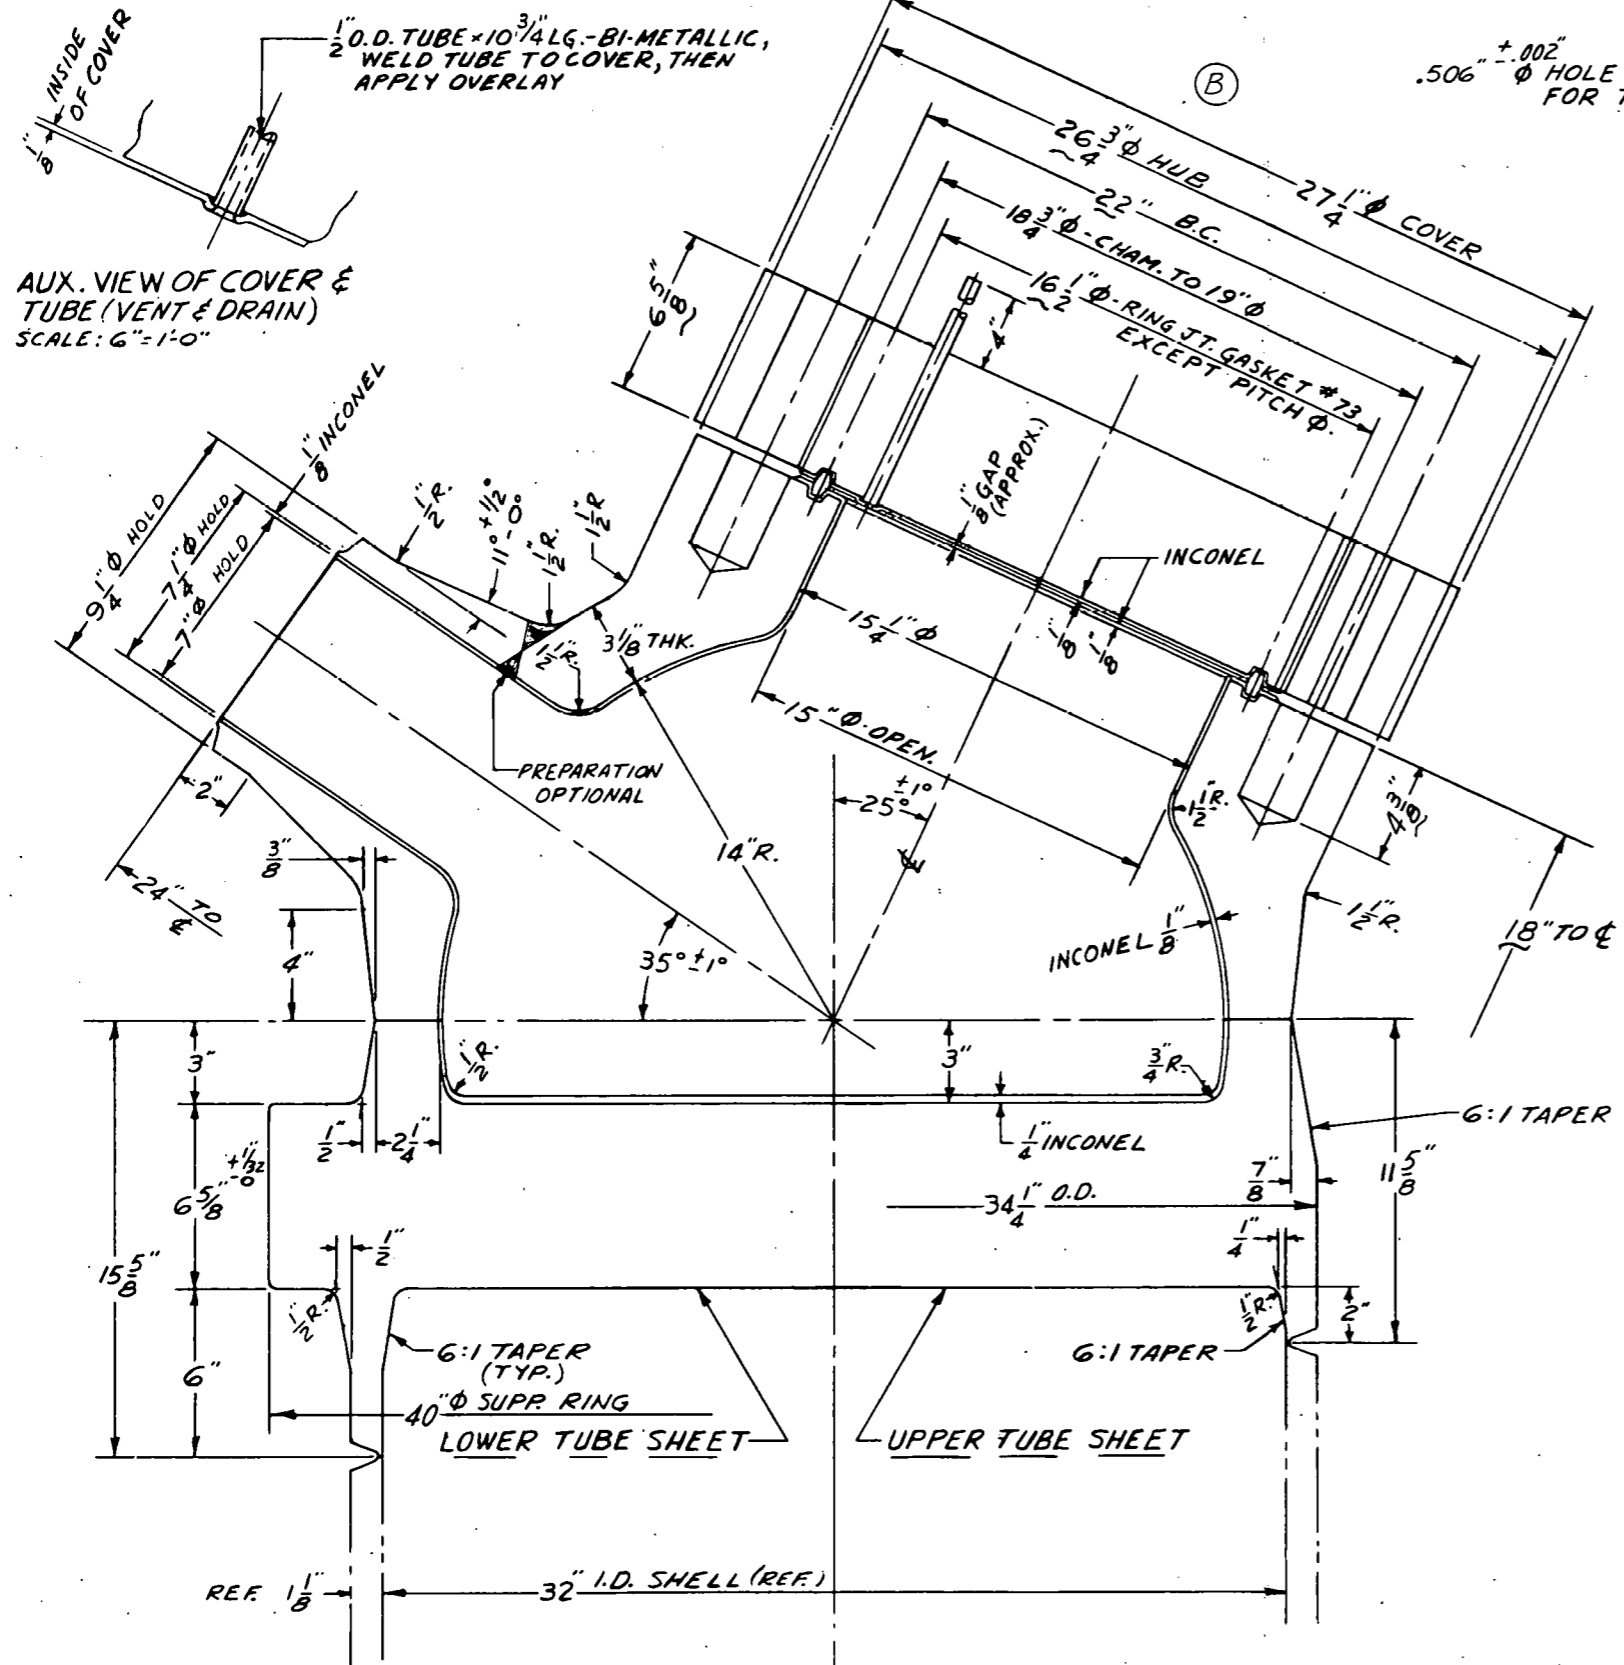 INSIDE
OF COVER
1/8"
1/2" O.D. TUBE × 10 3/4" LG.-BI-METALLIC,
WELD TUBE TO COVER, THEN
APPLY OVERLAY
AUX. VIEW OF COVER &
TUBE (VENT & DRAIN)
SCALE: 6"=1'-0"
B
.506" ±.002" φ HOLE
FOR
27 1/4" φ COVER
26 3/4" φ HUB
22" B.C.
18 3/4" φ-CHAM. TO 19" φ
16 1/2" φ-RING JT. GASKET #73
EXCEPT PITCH φ.
6 5/8"
4"
1/8" GAP
(APPROX.)
INCONEL
1/8"
1/8"
1/8" INCONEL
9 1/4" φ HOLD
7 1/4" φ HOLD
7" φ HOLD
1/2" R.
11° +1/2° -0°
1 1/2" R.
1 1/2" R
1 1/2" R.
3 1/8" THK.
15 1/4" φ
15" φ-OPEN.
PREPARATION
OPTIONAL
2"
24" TO
℄
3/8"
4"
14" R.
25° ±1°
℄
35° ±1°
1 1/2" R.
4 3/8"
1 1/2" R.
18" TO ℄
INCONEL 1/8"
3"
1/2" R.
3"
3/4" R.
1/2"
2 1/4"
1/4" INCONEL
6:1 TAPER
6 5/8" +1/32 -0
7/8"
11 5/8"
34 1/4" O.D.
15 5/8"
1/2"
1/4"
1/2" R.
1/2" R.
2"
6"
6:1 TAPER
(TYP.)
6:1 TAPER
40" φ SUPP. RING
LOWER TUBE SHEET
UPPER TUBE SHEET
REF. 1 1/8"
32" I.D. SHELL (REF.)